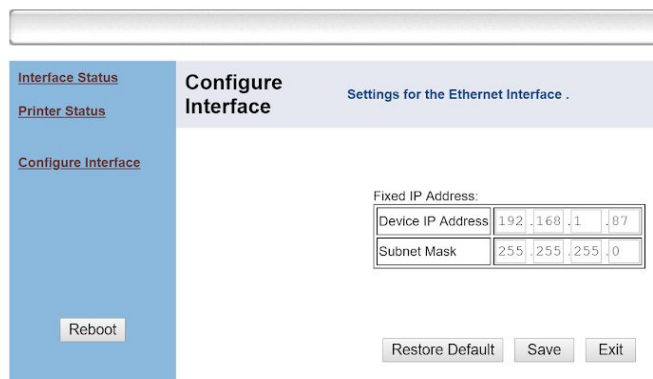 Interface Status
Printer Status
Configure Interface
Reboot
Configure
Interface
Settings for the Ethernet Interface .
Fixed IP Address:
Device IP Address 192 .168 .1 .87
Subnet Mask 255 .255 .255 .0
Restore Default Save Exit